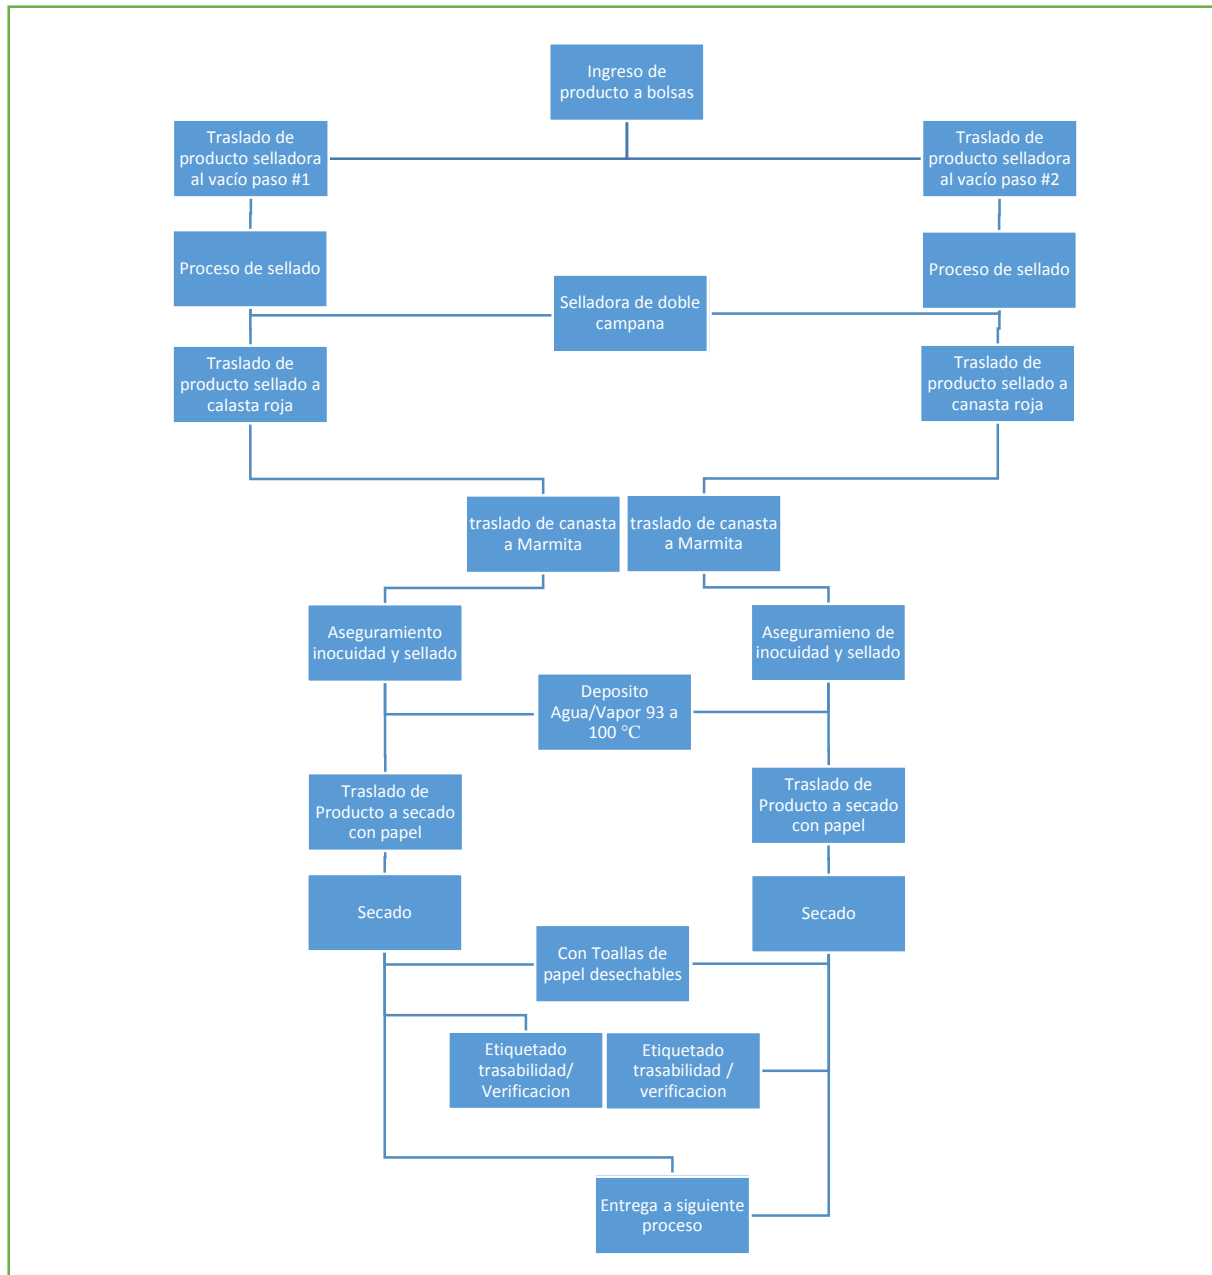 Ingreso de
producto a bolsas
Traslado de
producto selladora
al vacío paso #1
Traslado de
producto selladora
al vacío paso #2
Proceso de sellado
Proceso de sellado
Selladora de doble
campana
Traslado de
producto sellado a
calasta roja
Traslado de
producto sellado a
canasta roja
traslado de canasta
a Marmita
traslado de canasta
a Marmita
Aseguramiento
inocuidad y sellado
Aseguramieno de
inocuidad y sellado
Deposito
Agua/Vapor 93 a
100 °C
Traslado de
Producto a secado
con papel
Traslado de
Producto a secado
con papel
Secado
Secado
Con Toallas de
papel desechables
Etiquetado
trasabilidad/
Verificacion
Etiquetado
trasabilidad /
verificacion
Entrega a siguiente
proceso